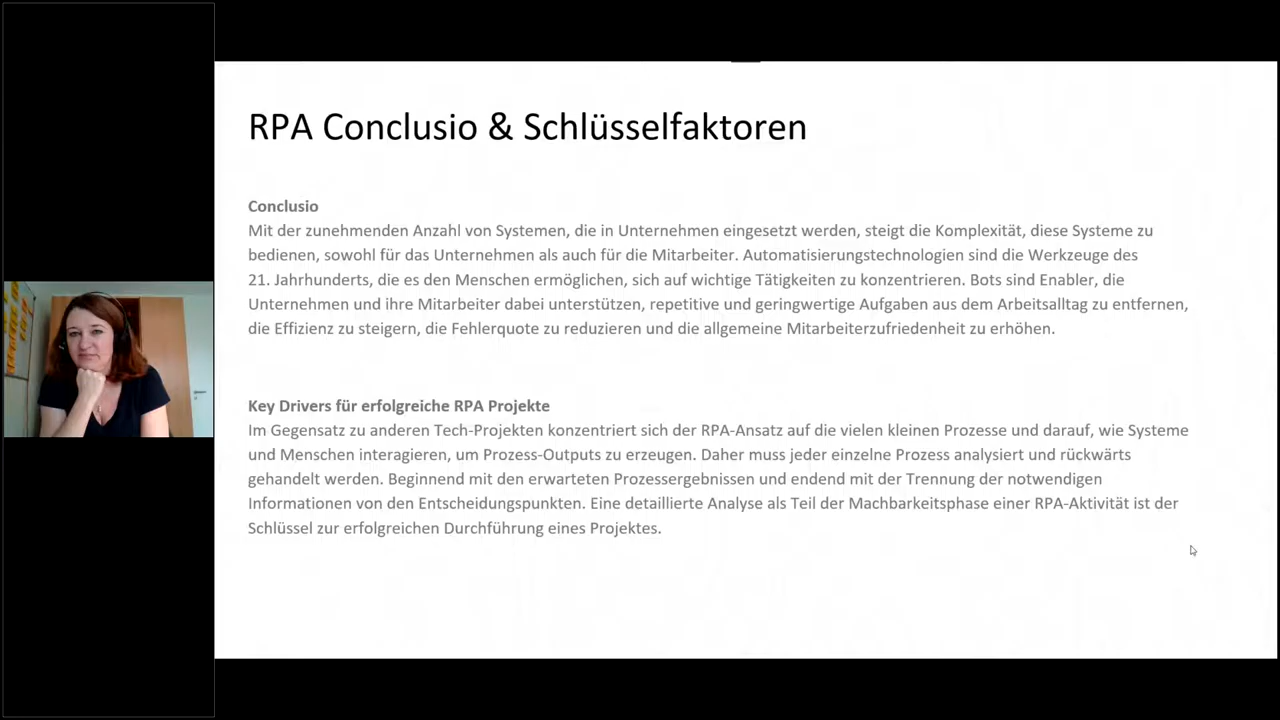 RPA Conclusio & Schlüsselfaktoren
Conclusio
Mit der zunehmenden Anzahl von Systemen, die in Unternehmen eingesetzt werden, steigt die Komplexität, diese Systeme zu
bedienen, sowohl für das Unternehmen als auch für die Mitarbeiter. Automatisierungstechnologien sind die Werkzeuge des
21. Jahrhunderts, die es den Menschen ermöglichen, sich auf wichtige Tätigkeiten zu konzentrieren. Bots sind Enabler, die
Unternehmen und ihre Mitarbeiter dabei unterstützen, repetitive und geringwertige Aufgaben aus dem Arbeitsalltag zu entfernen,
die Effizienz zu steigern, die Fehlerquote zu reduzieren und die allgemeine Mitarbeiterzufriedenheit zu erhöhen.
Key Drivers für erfolgreiche RPA Projekte
Im Gegensatz zu anderen Tech-Projekten konzentriert sich der RPA-Ansatz auf die vielen kleinen Prozesse und darauf, wie Systeme
und Menschen interagieren, um Prozess-Outputs zu erzeugen. Daher muss jeder einzelne Prozess analysiert und rückwärts
gehandelt werden. Beginnend mit den erwarteten Prozessergebnissen und endend mit der Trennung der notwendigen
Informationen von den Entscheidungspunkten. Eine detaillierte Analyse als Teil der Machbarkeitsphase einer RPA-Aktivität ist der
Schlüssel zur erfolgreichen Durchführung eines Projektes.